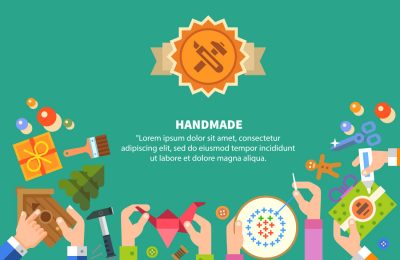 HANDMADE
"Lorem ipsum dolor sit amet, consectetur
adipiscing elit, sed do eiusmod tempor incididunt
ut labore et dolore magna aliqua.